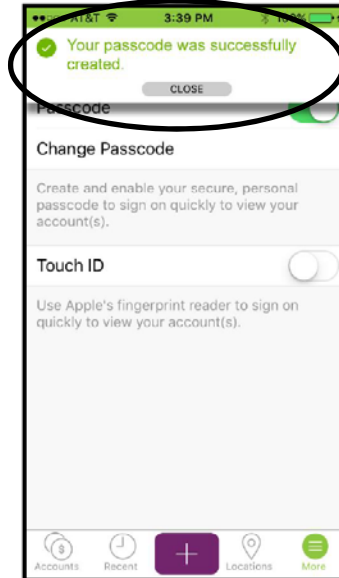 AT&T 3:39 PM 100%
Your passcode was successfully
created.
CLOSE
Passcode
Change Passcode
Create and enable your secure, personal
passcode to sign on quickly to view your
account(s).
Touch ID
Use Apple's fingerprint reader to sign on
quickly to view your account(s).
Accounts Recent Locations More